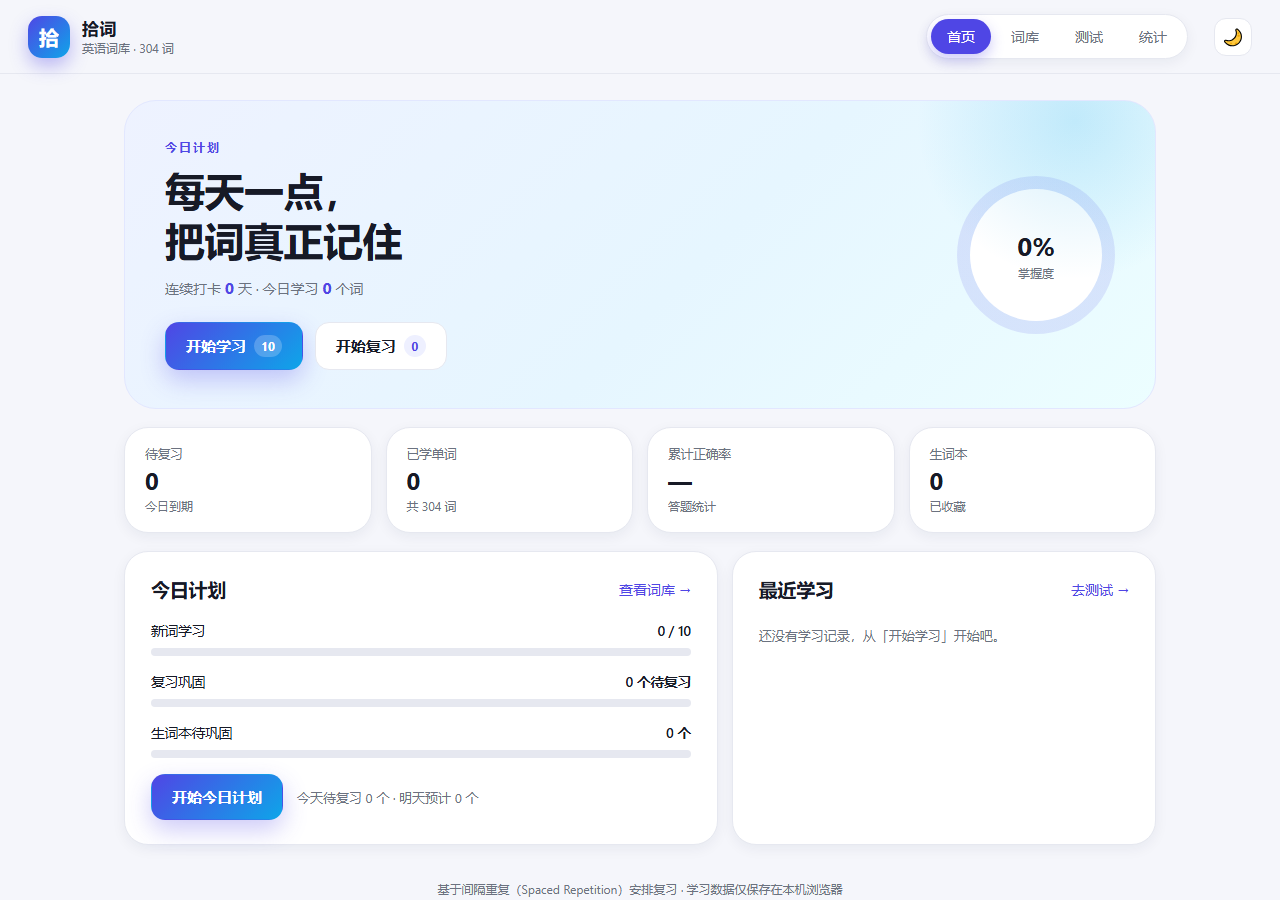 拾
拾词
英语词库 · 304 词
首页
词库
测试
统计
今日计划
每天一点，
把词真正记住
连续打卡 0 天 · 今日学习 0 个词
开始学习 10
开始复习 0
0%
掌握度
待复习
0
今日到期
已学单词
0
共 304 词
累计正确率
—
答题统计
生词本
0
已收藏
今日计划
查看词库 →
新词学习
0 / 10
复习巩固
0 个待复习
生词本待巩固
0 个
开始今日计划
今天待复习 0 个 · 明天预计 0 个
最近学习
去测试 →
还没有学习记录，从「开始学习」开始吧。
基于间隔重复（Spaced Repetition）安排复习 · 学习数据仅保存在本机浏览器